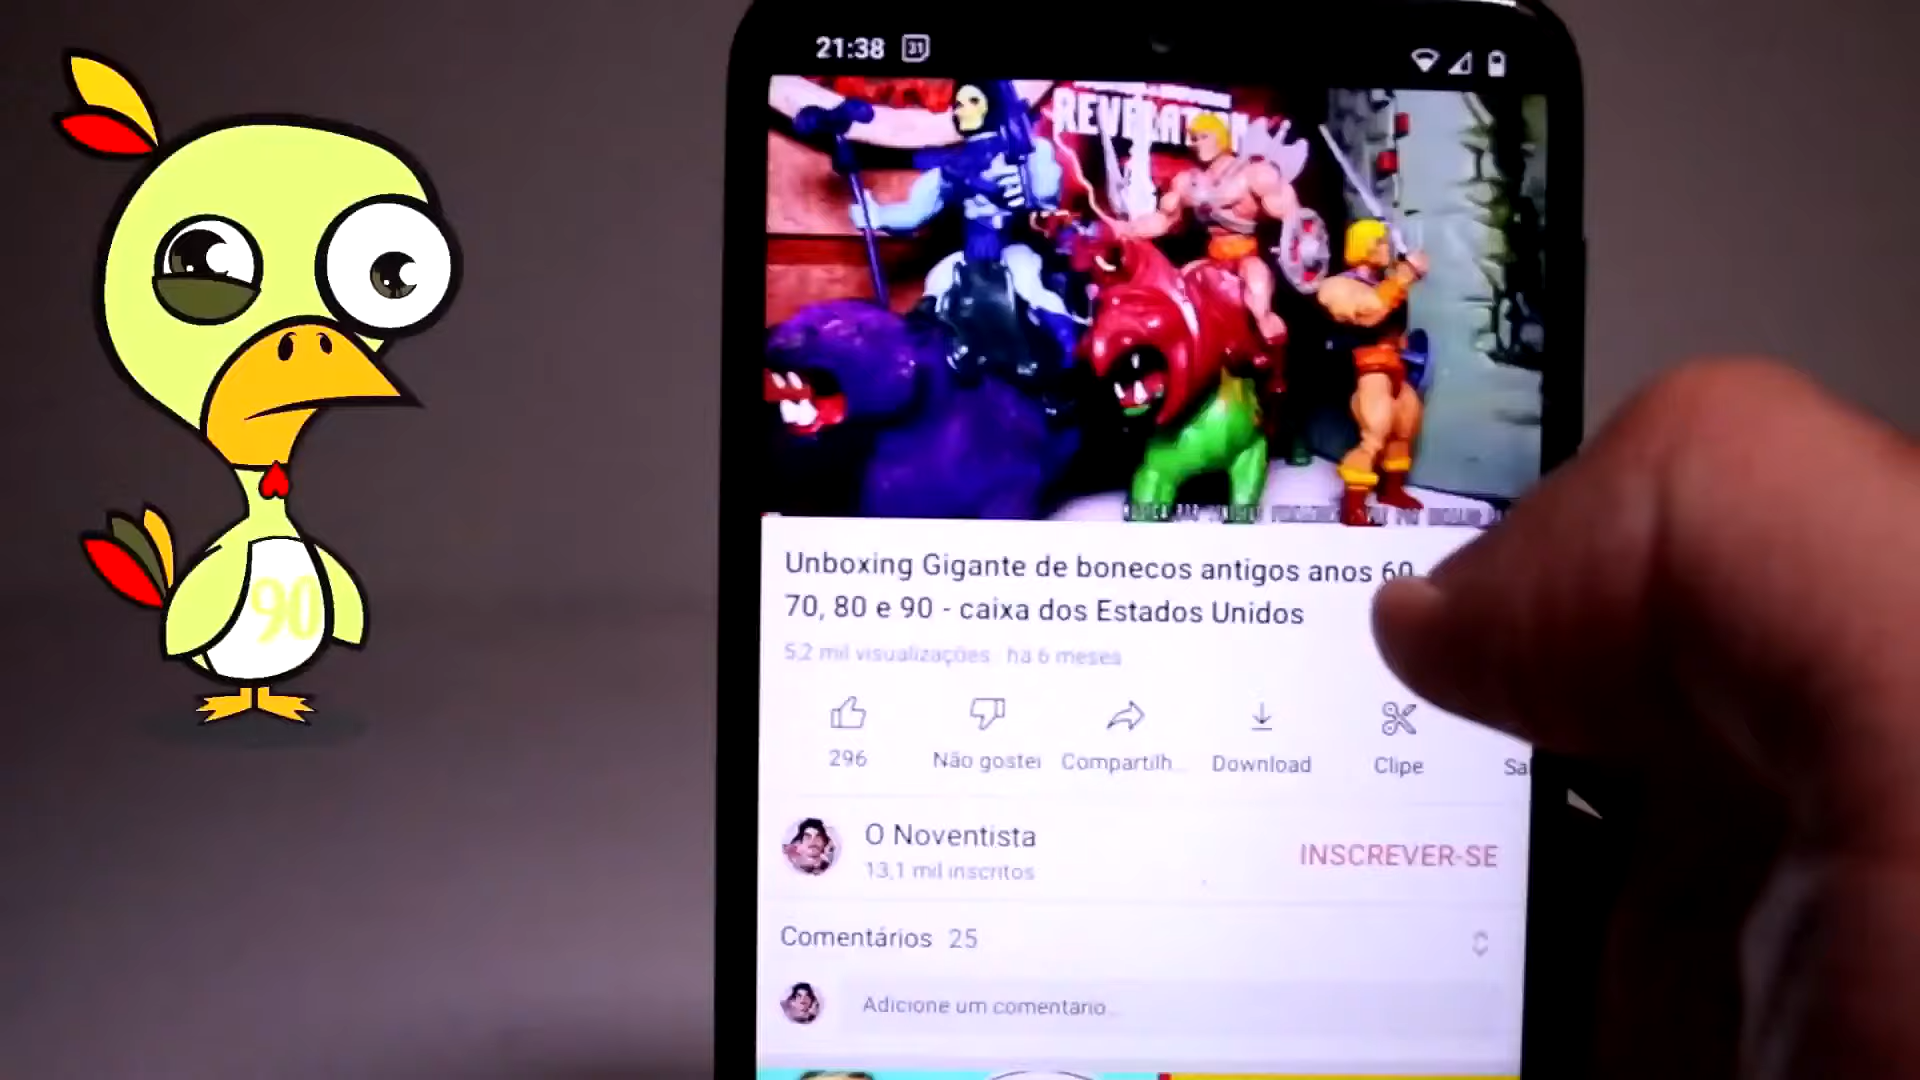 21:38 31
REVELATION
Unboxing Gigante de bonecos antigos anos 60
70, 80 e 90 - caixa dos Estados Unidos
5,2 mil visualizações há 6 meses
296 Não gostei Compartilh... Download Clipe Sal
O Noventista
13,1 mil inscritos
INSCREVER-SE
Comentários 25
Adicione um comentário...
90